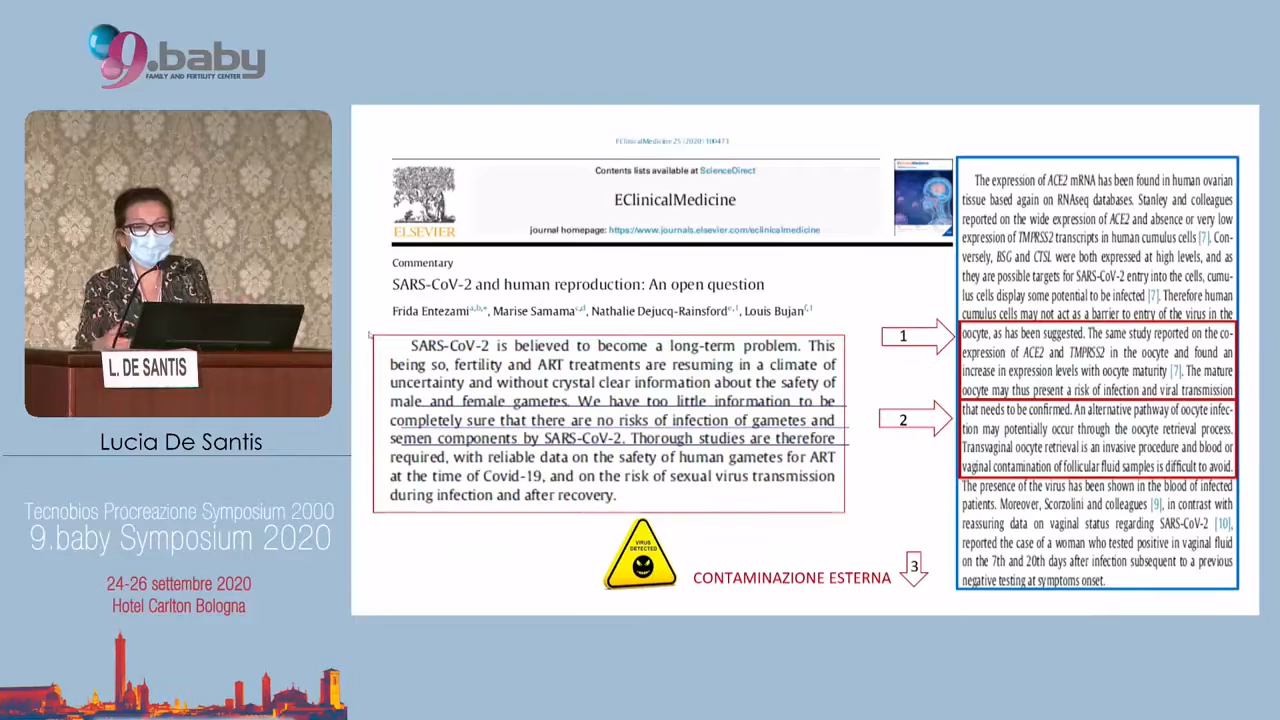 9.baby
FAMILY AND FERTILITY CENTER
L. DE SANTIS
Lucia De Santis
Tecnobios Procreazione Symposium 2000
9.baby Symposium 2020
24-26 settembre 2020
Hotel Carlton Bologna
EClinicalMedicine 25 (2020) 100473
Contents lists available at ScienceDirect
EClinicalMedicine
journal homepage: https://www.journals.elsevier.com/eclinicalmedicine
ELSEVIER
Commentary
SARS-CoV-2 and human reproduction: An open question
Frida Entezami a,b,*, Marise Samama c,d, Nathalie Dejucq-Rainsford e,1, Louis Bujan f,1
SARS-CoV-2 is believed to become a long-term problem. This
being so, fertility and ART treatments are resuming in a climate of
uncertainty and without crystal clear information about the safety of
male and female gametes. We have too little information to be
completely sure that there are no risks of infection of gametes and
semen components by SARS-CoV-2. Thorough studies are therefore
required, with reliable data on the safety of human gametes for ART
at the time of Covid-19, and on the risk of sexual virus transmission
during infection and after recovery.
VIRUS
DETECTED
CONTAMINAZIONE ESTERNA
3
1
2
The expression of ACE2 mRNA has been found in human ovarian
tissue based again on RNAseq databases. Stanley and colleagues
reported on the wide expression of ACE2 and absence or very low
expression of TMPRSS2 transcripts in human cumulus cells [7]. Con-
versely, BSG and CTSL were both expressed at high levels, and as
they are possible targets for SARS-CoV-2 entry into the cells, cumu-
lus cells display some potential to be infected [7]. Therefore human
cumulus cells may not act as a barrier to entry of the virus in the
oocyte, as has been suggested. The same study reported on the co-
expression of ACE2 and TMPRSS2 in the oocyte and found an
increase in expression levels with oocyte maturity [7]. The mature
oocyte may thus present a risk of infection and viral transmission
that needs to be confirmed. An alternative pathway of oocyte infec-
tion may potentially occur through the oocyte retrieval process.
Transvaginal oocyte retrieval is an invasive procedure and blood or
vaginal contamination of follicular fluid samples is difficult to avoid.
The presence of the virus has been shown in the blood of infected
patients. Moreover, Scorzolini and colleagues [9], in contrast with
reassuring data on vaginal status regarding SARS-CoV-2 [10],
reported the case of a woman who tested positive in vaginal fluid
on the 7th and 20th days after infection subsequent to a previous
negative testing at symptoms onset.